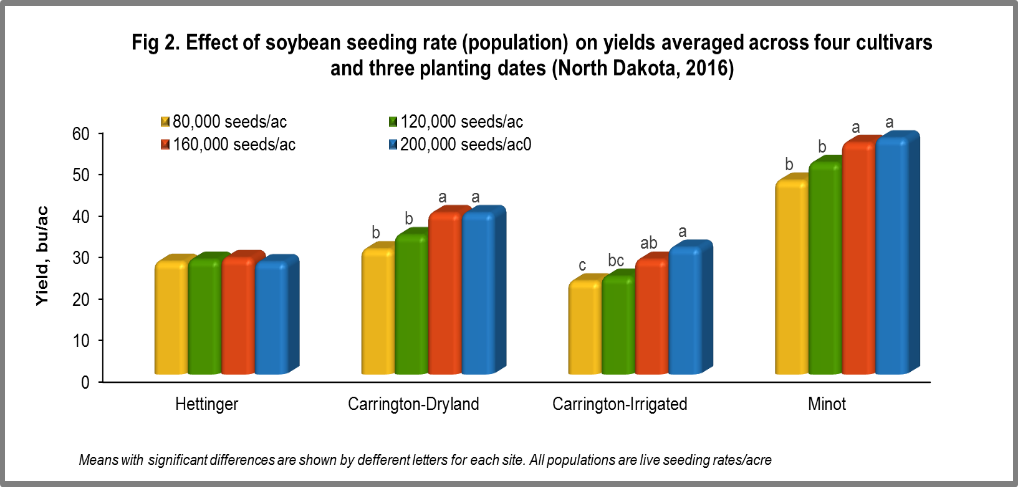 Fig 2. Effect of soybean seeding rate (population) on yields averaged across four cultivars
and three planting dates (North Dakota, 2016)
80,000 seeds/ac
120,000 seeds/ac
160,000 seeds/ac
200,000 seeds/ac0
Yield, bu/ac
60
50
40
30
20
10
0
b b a a
c bc ab a
b b a a
Hettinger Carrington-Dryland Carrington-Irrigated Minot
Means with significant differences are shown by defferent letters for each site. All populations are live seeding rates/acre